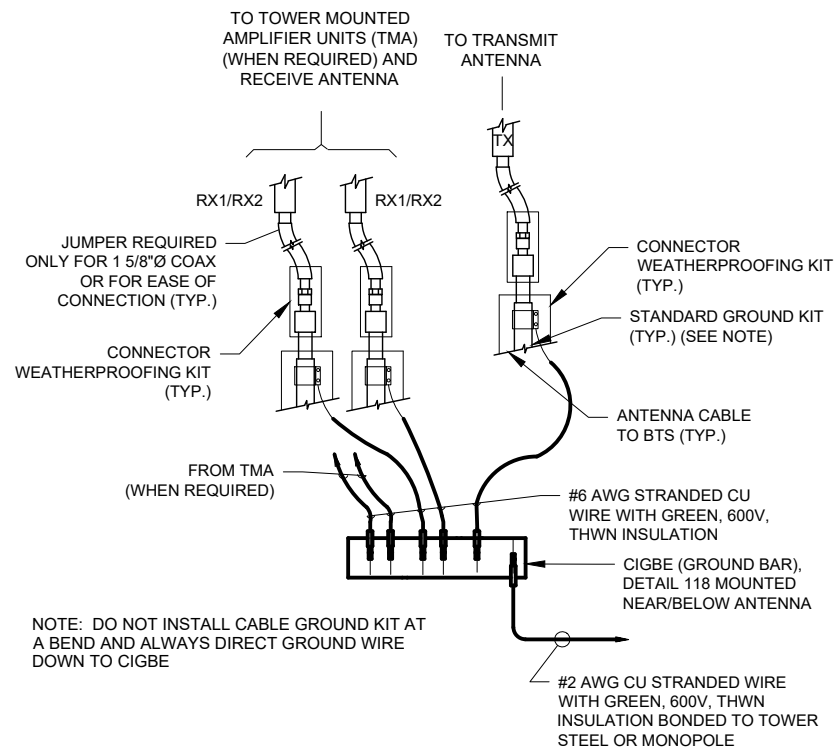 TO TOWER MOUNTED
AMPLIFIER UNITS (TMA)
(WHEN REQUIRED) AND
RECEIVE ANTENNA
TO TRANSMIT
ANTENNA
TX
RX1/RX2
RX1/RX2
JUMPER REQUIRED
ONLY FOR 1 5/8"Ø COAX
OR FOR EASE OF
CONNECTION (TYP.)
CONNECTOR
WEATHERPROOFING KIT
(TYP.)
STANDARD GROUND KIT
(TYP.) (SEE NOTE)
CONNECTOR
WEATHERPROOFING KIT
(TYP.)
ANTENNA CABLE
TO BTS (TYP.)
FROM TMA
(WHEN REQUIRED)
#6 AWG STRANDED CU
WIRE WITH GREEN, 600V,
THWN INSULATION
CIGBE (GROUND BAR),
DETAIL 118 MOUNTED
NEAR/BELOW ANTENNA
NOTE: DO NOT INSTALL CABLE GROUND KIT AT
A BEND AND ALWAYS DIRECT GROUND WIRE
DOWN TO CIGBE
#2 AWG CU STRANDED WIRE
WITH GREEN, 600V, THWN
INSULATION BONDED TO TOWER
STEEL OR MONOPOLE